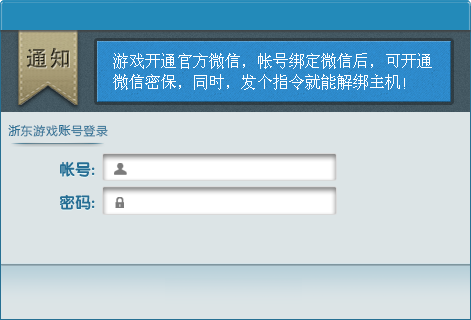 通知
游戏开通官方微信，帐号绑定微信后，可开通
微信密保，同时，发个指令就能解绑主机！
浙东游戏账号登录
帐号:
密码: